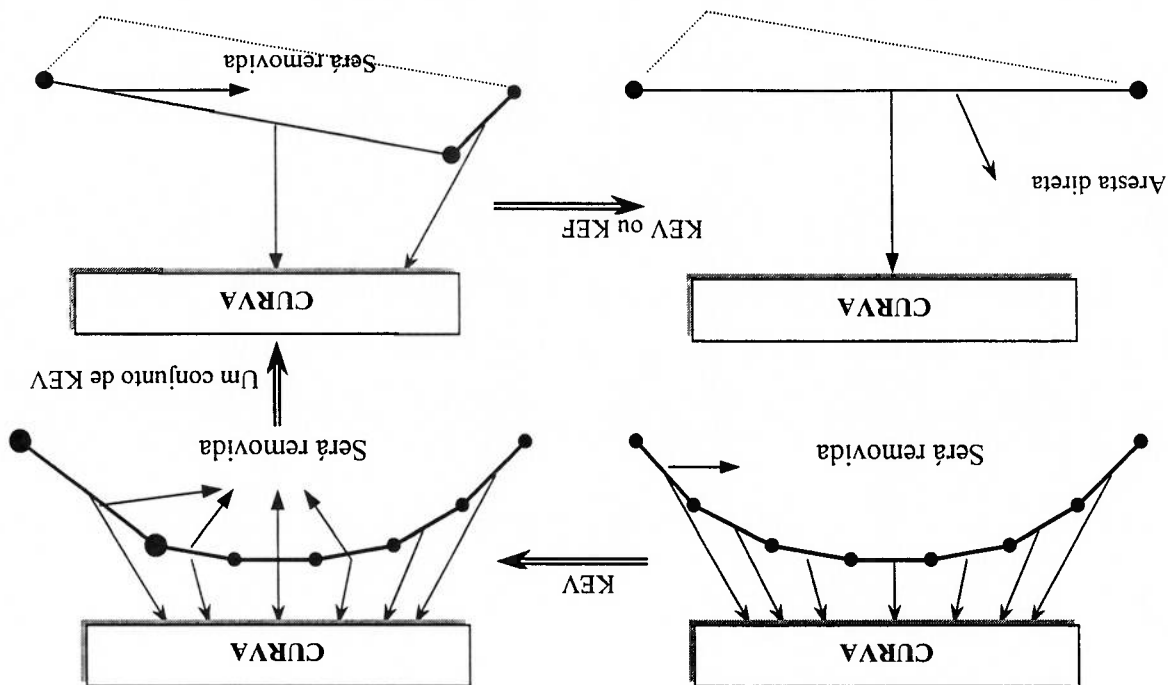 CURVA
CURVA
KEV
Será removida
Será removida
Um conjunto de KEV
CURVA
CURVA
KEV ou KEF
Aresta direta
Será removida